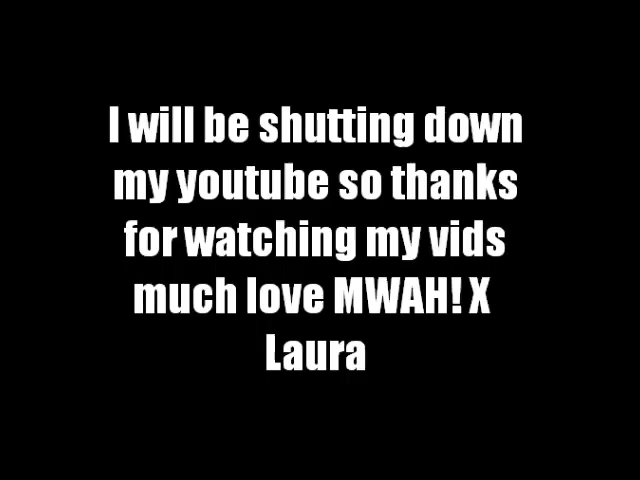 I will be shutting down
my youtube so thanks
for watching my vids
much love MWAH! X
Laura